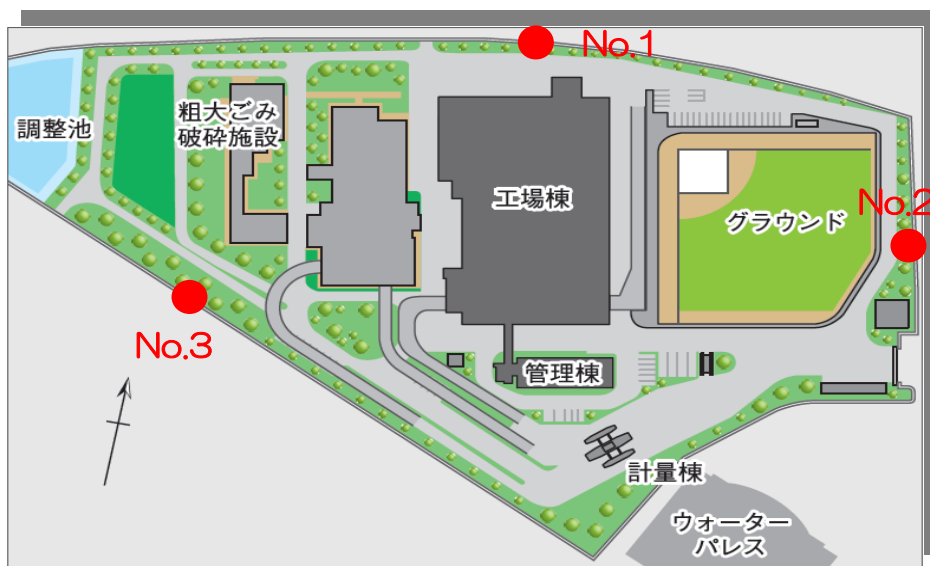 No.1
粗大ごみ
破砕施設
調整池
工場棟
No.2
グラウンド
No.3
管理棟
計量棟
ウォーター
パレス